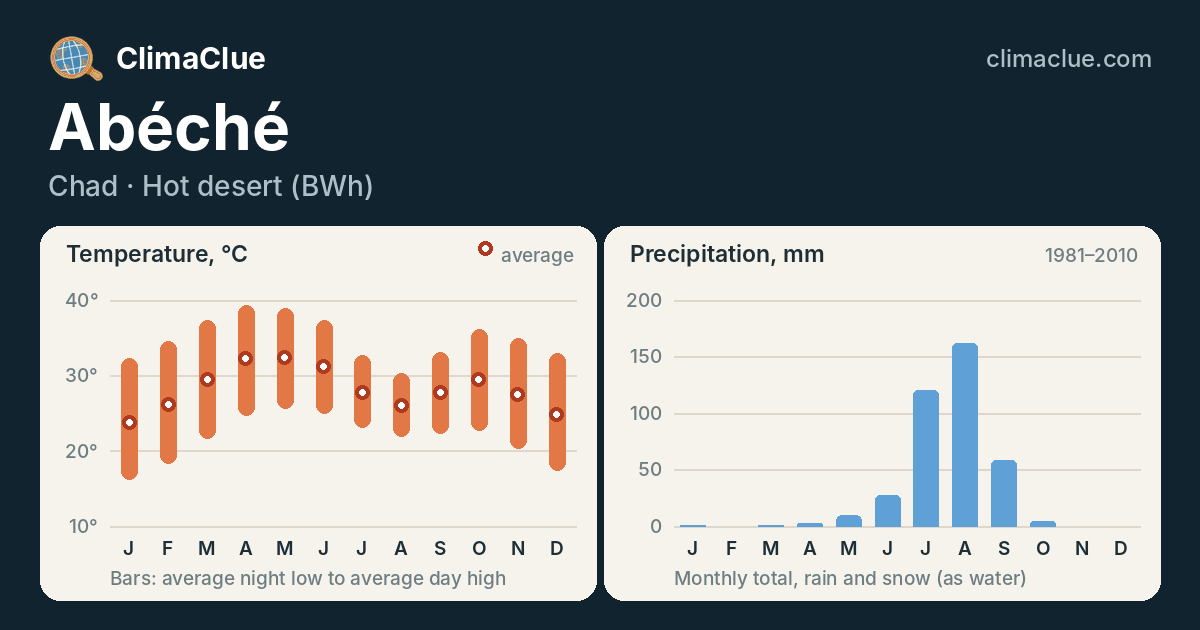 ClimaClue
climaclue.com
Abéché
Chad · Hot desert (BWh)
Temperature, °C
average
40°
30°
20°
10°
J F M A M J J A S O N D
Bars: average night low to average day high
Precipitation, mm
1981–2010
200
150
100
50
0
J F M A M J J A S O N D
Monthly total, rain and snow (as water)